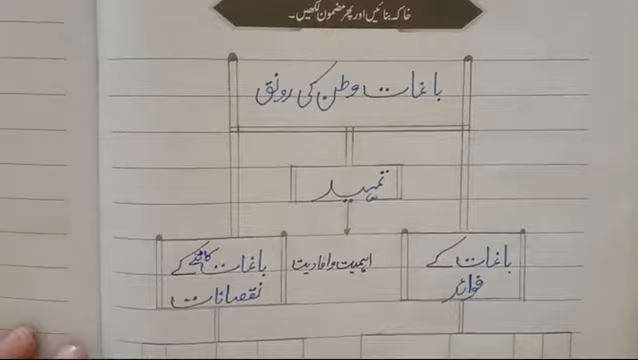 خاکہ بنائیں اور پھر مضمون لکھیں۔
باغات وطن کی رونق
تمہید
باغات کے
فوائد
اہمیت وافادیت
باغات کاٹنے کے
نقصانات